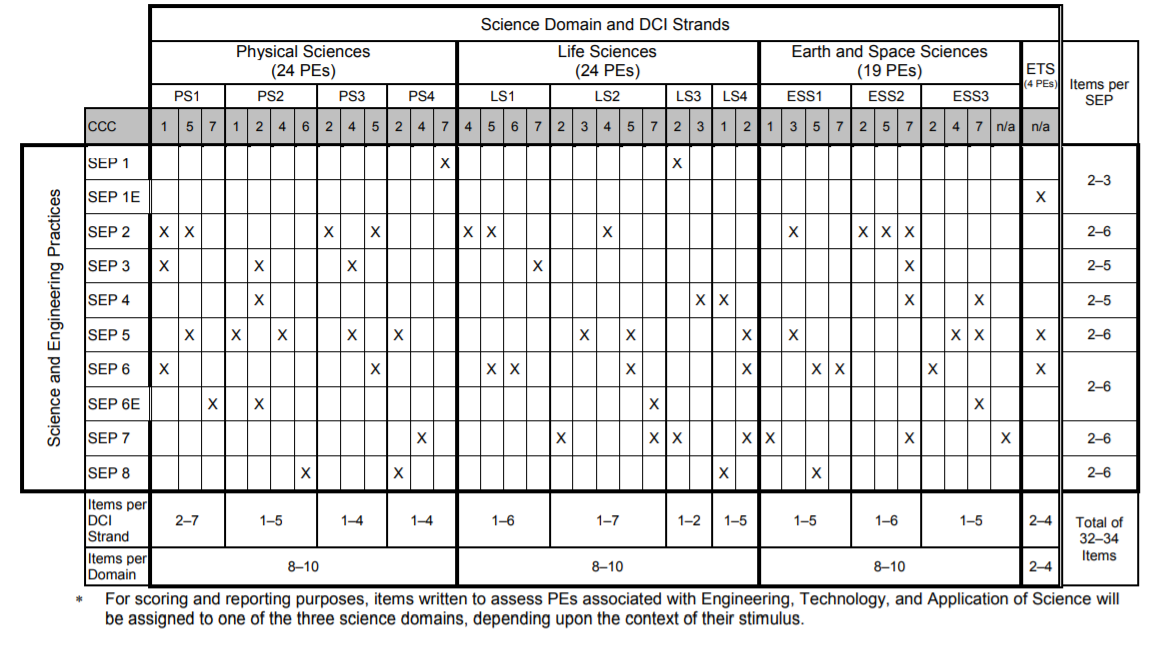 Science Domain and DCI Strands
Physical Sciences
(24 PEs)
Life Sciences
(24 PEs)
Earth and Space Sciences
(19 PEs)
ETS
(4 PEs)
Items per
SEP
PS1 PS2 PS3 PS4 LS1 LS2 LS3 LS4 ESS1 ESS2 ESS3
CCC 1 5 7 1 2 4 6 2 4 5 2 4 7 4 5 6 7 2 3 4 5 7 2 3 1 2 1 3 5 7 2 5 7 2 4 7 n/a n/a
Science and Engineering Practices
SEP 1 X X
2–3
SEP 1E X
SEP 2 X X X X X X X X X X X 2–6
SEP 3 X X X X X 2–5
SEP 4 X X X X X 2–5
SEP 5 X X X X X X X X X X X X 2–6
SEP 6 X X X X X X X X X X
2–6
SEP 6E X X X X
SEP 7 X X X X X X X X 2–6
SEP 8 X X X X 2–6
Items per
DCI
Strand
2–7 1–5 1–4 1–4 1–6 1–7 1–2 1–5 1–5 1–6 1–5 2–4
Total of
32–34
Items
Items per
Domain
8–10 8–10 8–10 2–4
* For scoring and reporting purposes, items written to assess PEs associated with Engineering, Technology, and Application of Science will
be assigned to one of the three science domains, depending upon the context of their stimulus.